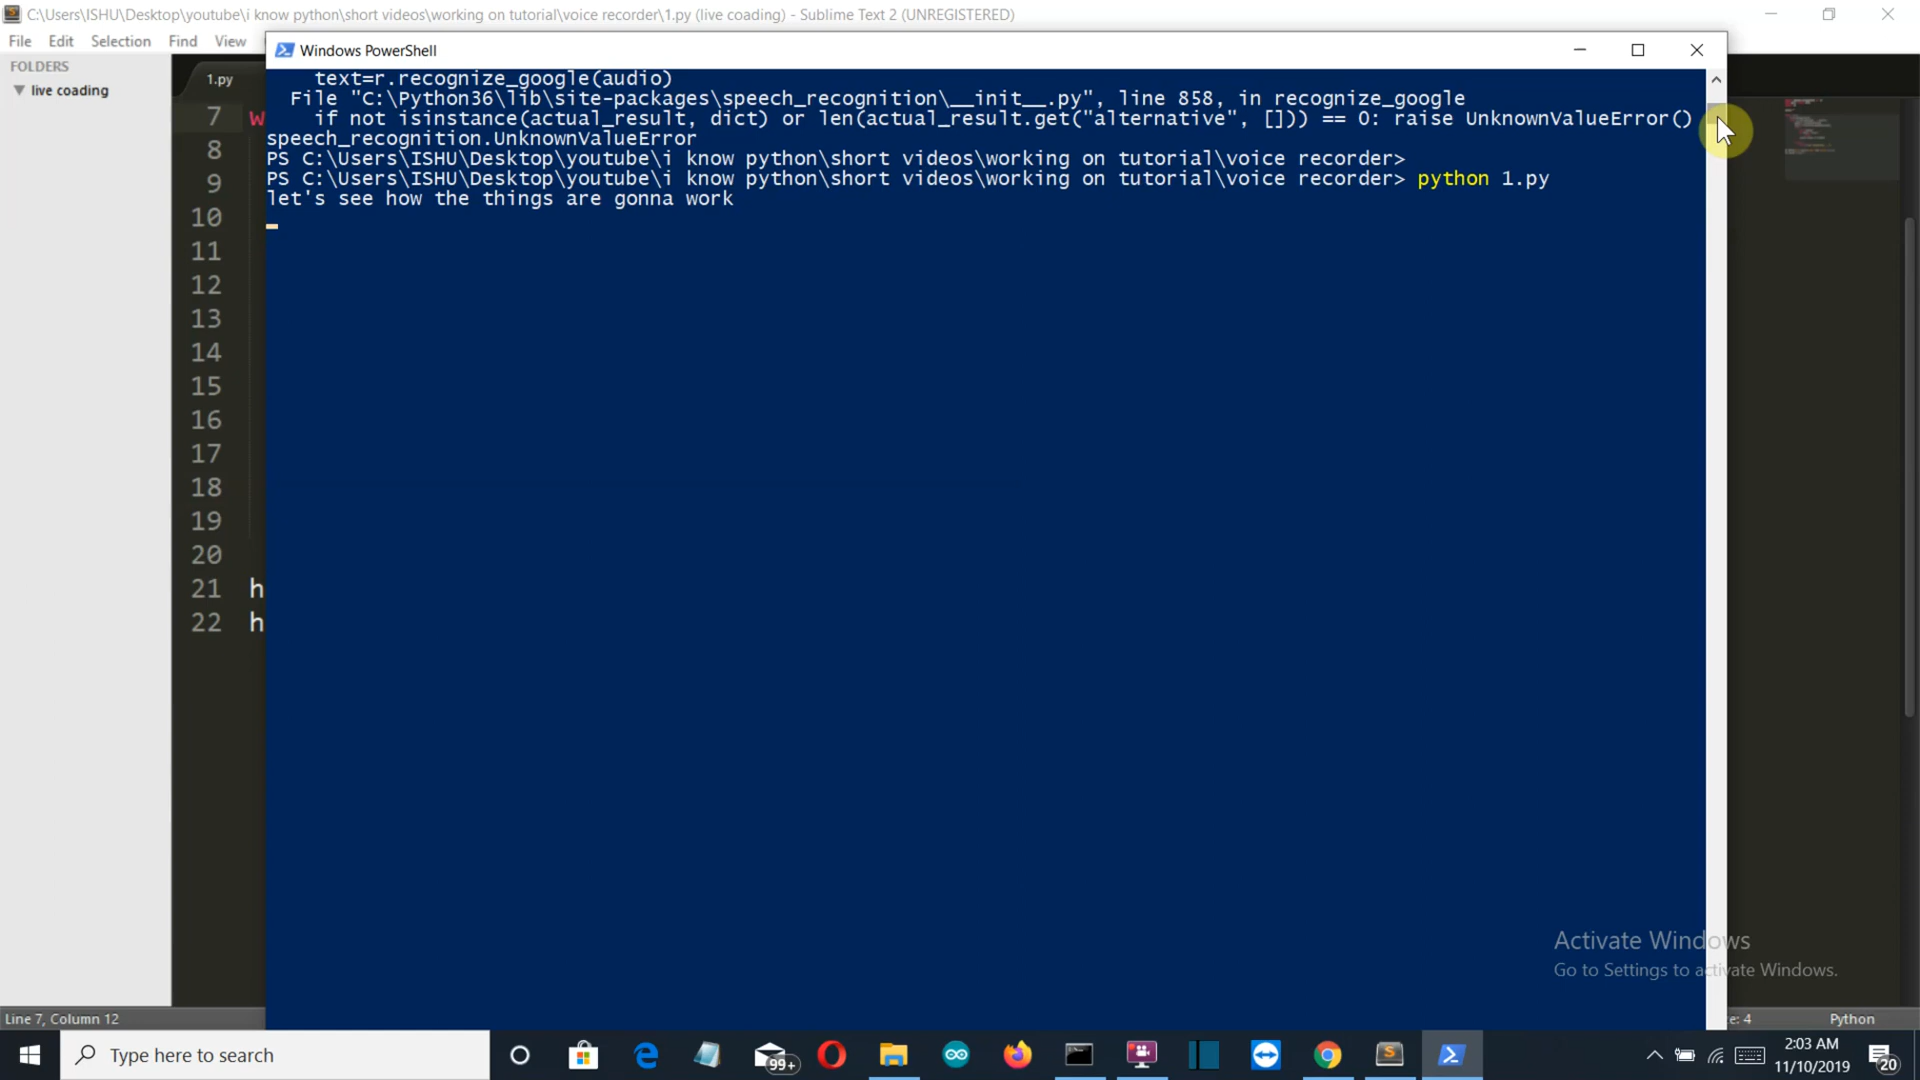 C:\Users\ISHU\Desktop\youtube\i know python\short videos\working on tutorial\voice recorder\1.py (live coading) - Sublime Text 2 (UNREGISTERED)
File Edit Selection Find View
Windows PowerShell
FOLDERS
live coading
1.py
text=r.recognize_google(audio)
File "C:\Python36\lib\site-packages\speech_recognition\__init__.py", line 858, in recognize_google
if not isinstance(actual_result, dict) or len(actual_result.get("alternative", [])) == 0: raise UnknownValueError()
speech_recognition.UnknownValueError
PS C:\Users\ISHU\Desktop\youtube\i know python\short videos\working on tutorial\voice recorder>
PS C:\Users\ISHU\Desktop\youtube\i know python\short videos\working on tutorial\voice recorder> python 1.py
let's see how the things are gonna work
7 w
8
9
10
11
12
13
14
15
16
17
18
19
20
21 h
22 h
Activate Windows
Go to Settings to activate Windows.
Line 7, Column 12
e: 4
Python
Type here to search
99+
2:03 AM
11/10/2019
20